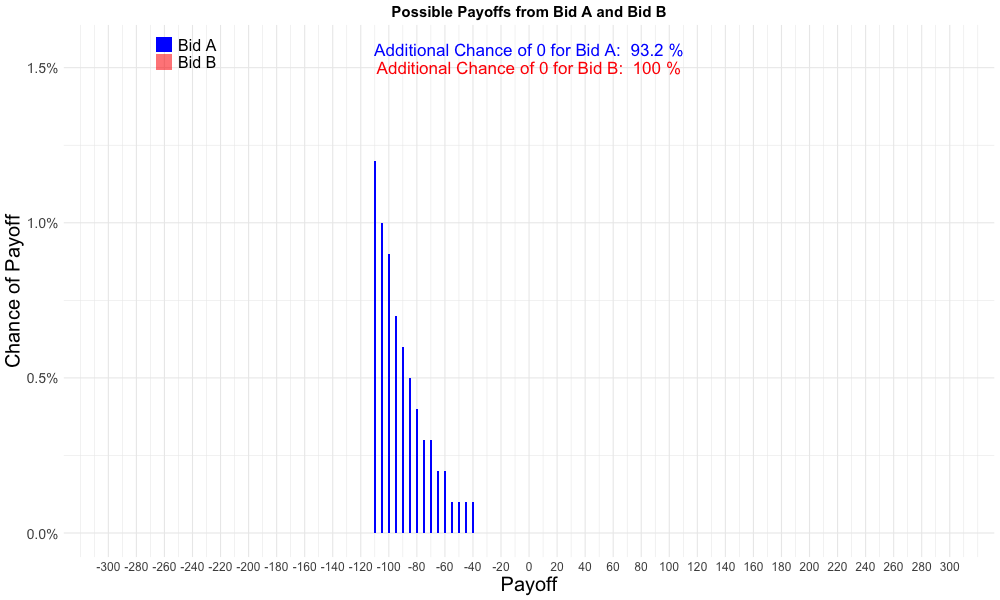 Possible Payoffs from Bid A and Bid B
Bid A
Bid B
Additional Chance of 0 for Bid A: 93.2 %
Additional Chance of 0 for Bid B: 100 %
Chance of Payoff
1.5%
1.0%
0.5%
0.0%
-300 -280 -260 -240 -220 -200 -180 -160 -140 -120 -100 -80 -60 -40 -20 0 20 40 60 80 100 120 140 160 180 200 220 240 260 280 300
Payoff